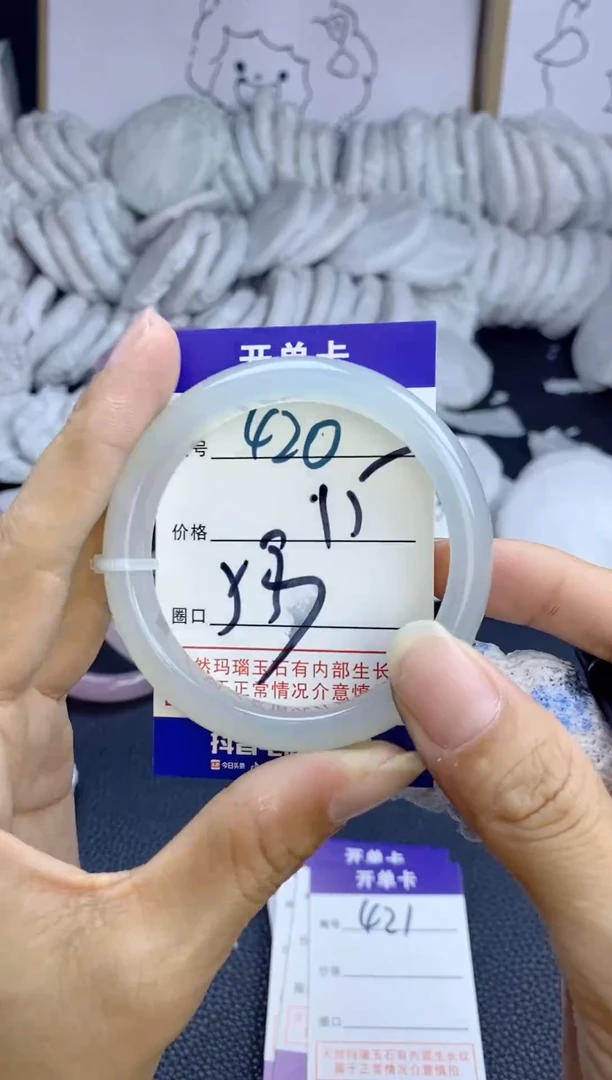 开单卡
号 420
价格
圈口
然玛瑙玉石有内部生长
正常情况介意慎
今日头条
开单卡
开单卡
编号 421
价格
圈口
天然玛瑙玉石有内部生长纹
属于正常情况介意慎拍